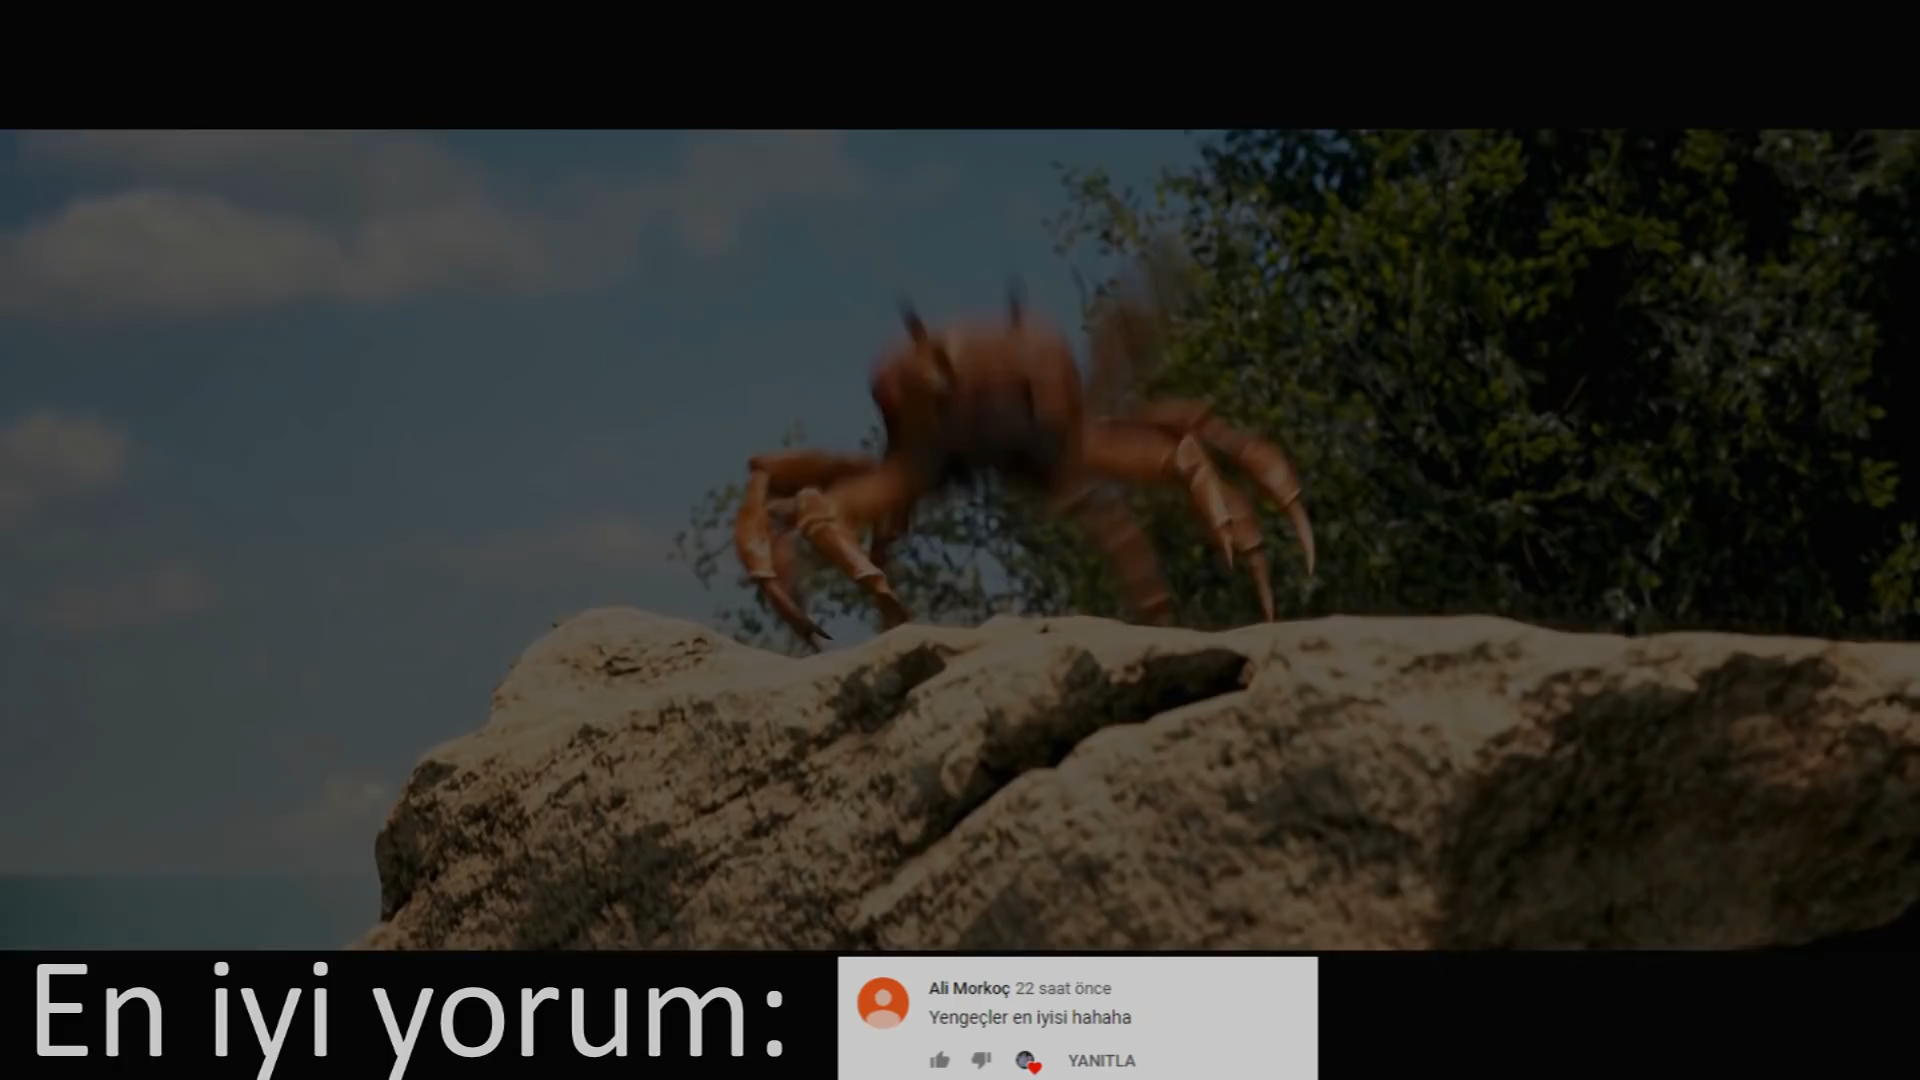 En iyi yorum:
Ali Morkoç 22 saat önce
Yengeçler en iyisi hahaha
YANITLA